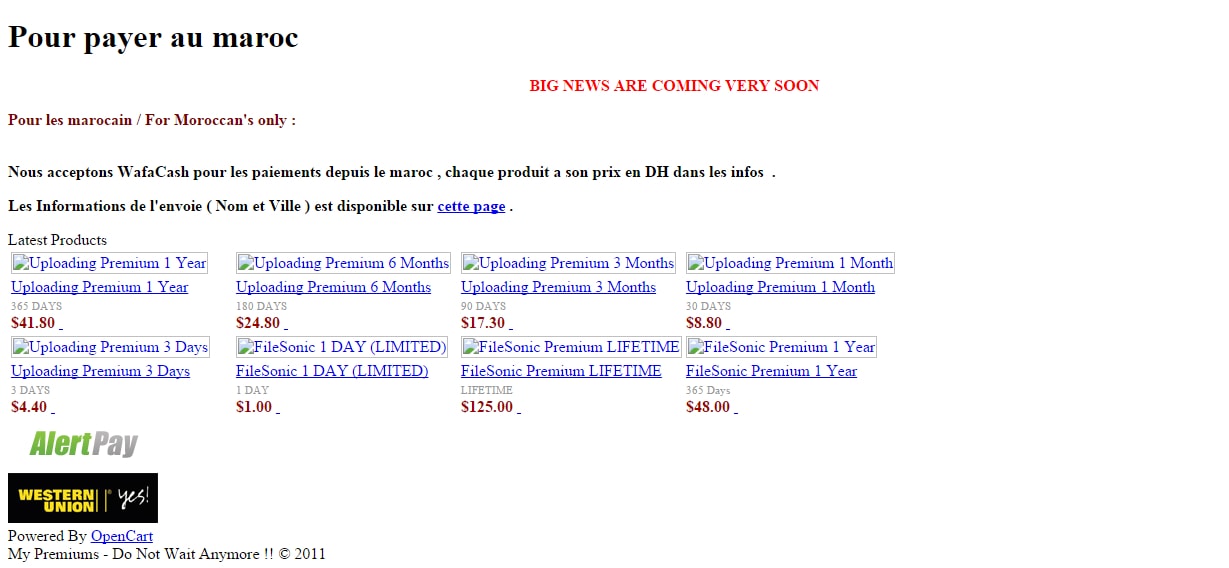 Pour payer au maroc
BIG NEWS ARE COMING VERY SOON
Pour les marocain / For Moroccan's only :
Nous acceptons WafaCash pour les paiements depuis le maroc , chaque produit a son prix en DH dans les infos  .
Les Informations de l'envoie ( Nom et Ville ) est disponible sur cette page .
Latest Products
Uploading Premium 1 Year
Uploading Premium 1 Year
365 DAYS
$41.80
Uploading Premium 6 Months
Uploading Premium 6 Months
180 DAYS
$24.80
Uploading Premium 3 Months
Uploading Premium 3 Months
90 DAYS
$17.30
Uploading Premium 1 Month
Uploading Premium 1 Month
30 DAYS
$8.80
Uploading Premium 3 Days
Uploading Premium 3 Days
3 DAYS
$4.40
FileSonic 1 DAY (LIMITED)
FileSonic 1 DAY (LIMITED)
1 DAY
$1.00
FileSonic Premium LIFETIME
FileSonic Premium LIFETIME
LIFETIME
$125.00
FileSonic Premium 1 Year
FileSonic Premium 1 Year
365 Days
$48.00
AlertPay
WESTERN UNION yes!
Powered By OpenCart
My Premiums - Do Not Wait Anymore !! © 2011